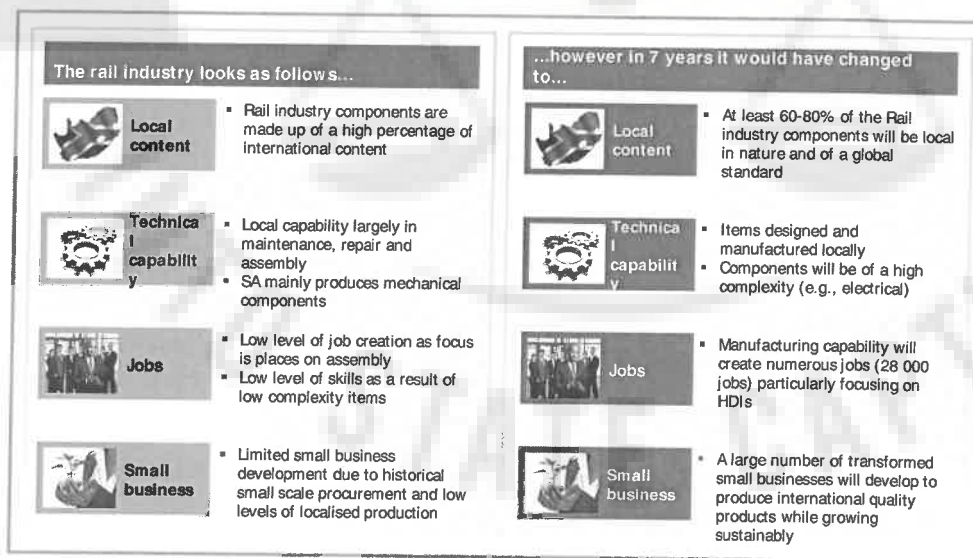 The rail industry looks as follows...
Local
content
▪ Rail industry components are
made up of a high percentage of
international content
Technica
l
capabilit
y
▪ Local capability largely in
maintenance, repair and
assembly
▪ SA mainly produces mechanical
components
Jobs
▪ Low level of job creation as focus
is places on assembly
▪ Low level of skills as a result of
low complexity items
Small
business
▪ Limited small business
development due to historical
small scale procurement and low
levels of localised production
...however in 7 years it would have changed
to...
Local
content
▪ At least 60-80% of the Rail
industry components will be local
in nature and of a global
standard
Technica
l
capabilit
y
▪ Items designed and
manufactured locally
▪ Components will be of a high
complexity (e.g., electrical)
Jobs
▪ Manufacturing capability will
create numerous jobs (28 000
jobs) particularly focusing on
HDIs
Small
business
▪ A large number of transformed
small businesses will develop to
produce international quality
products while growing
sustainably